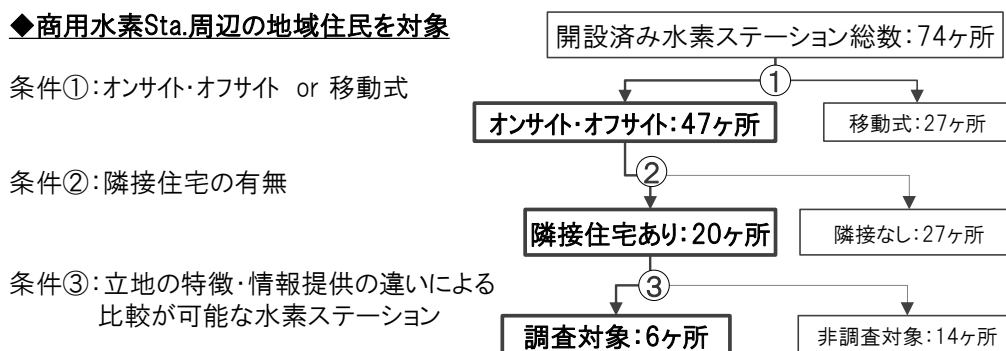 ◆商用水素Sta.周辺の地域住民を対象
開設済み水素ステーション総数:74ヶ所
条件①:オンサイト・オフサイト or 移動式
①
オンサイト・オフサイト:47ヶ所
移動式:27ヶ所
条件②:隣接住宅の有無
②
隣接住宅あり:20ヶ所
隣接なし:27ヶ所
条件③:立地の特徴・情報提供の違いによる
比較が可能な水素ステーション
③
調査対象:6ヶ所
非調査対象:14ヶ所